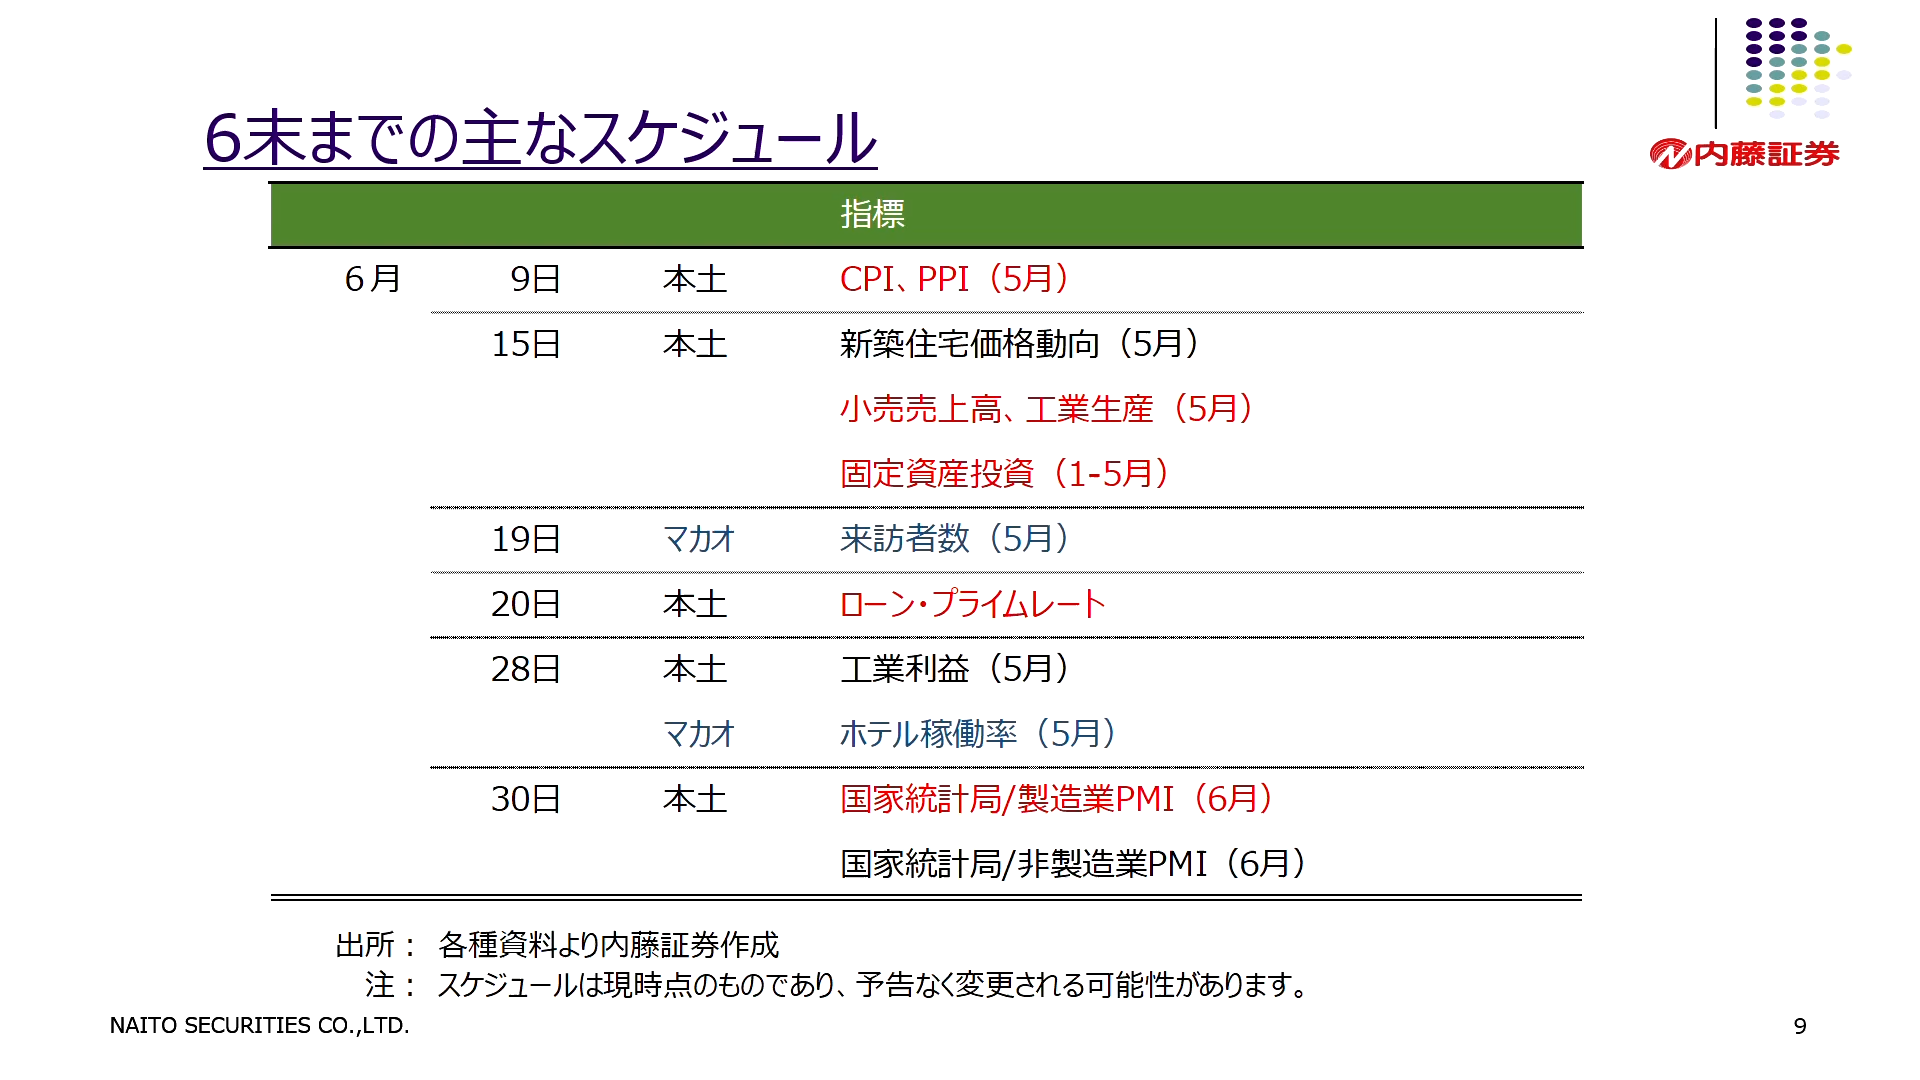 6末までの主なスケジュール
内藤証券
指標
６月 9日 本土 CPI、PPI（5月）
15日 本土 新築住宅価格動向（5月）
小売売上高、工業生産（5月）
固定資産投資（1-5月）
19日 マカオ 来訪者数（5月）
20日 本土 ローン・プライムレート
28日 本土 工業利益（5月）
マカオ ホテル稼働率（5月）
30日 本土 国家統計局/製造業PMI（6月）
国家統計局/非製造業PMI（6月）
出所： 各種資料より内藤証券作成
注： スケジュールは現時点のものであり、予告なく変更される可能性があります。
NAITO SECURITIES CO.,LTD.
9